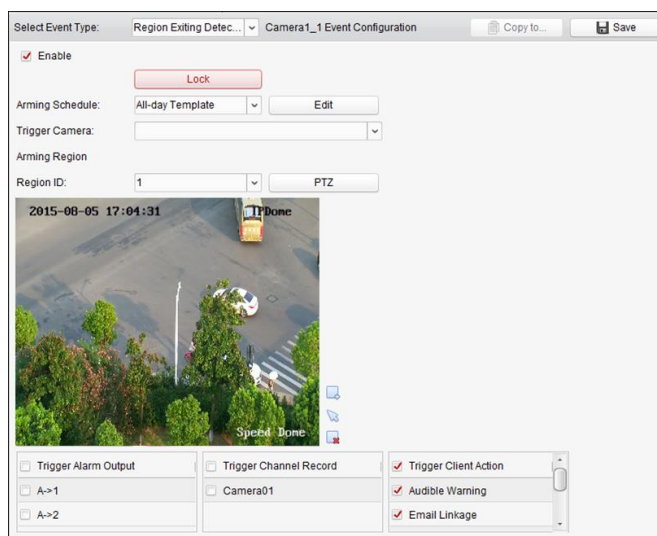 Select Event Type: Region Exiting Detec... Camera1_1 Event Configuration Copy to... Save
Enable
Lock
Arming Schedule: All-day Template Edit
Trigger Camera:
Arming Region
Region ID: 1 PTZ
2015-08-05 17:04:31 IPDome
Speed Dome
Trigger Alarm Output Trigger Channel Record Trigger Client Action
A->1 Camera01 Audible Warning
A->2 Email Linkage